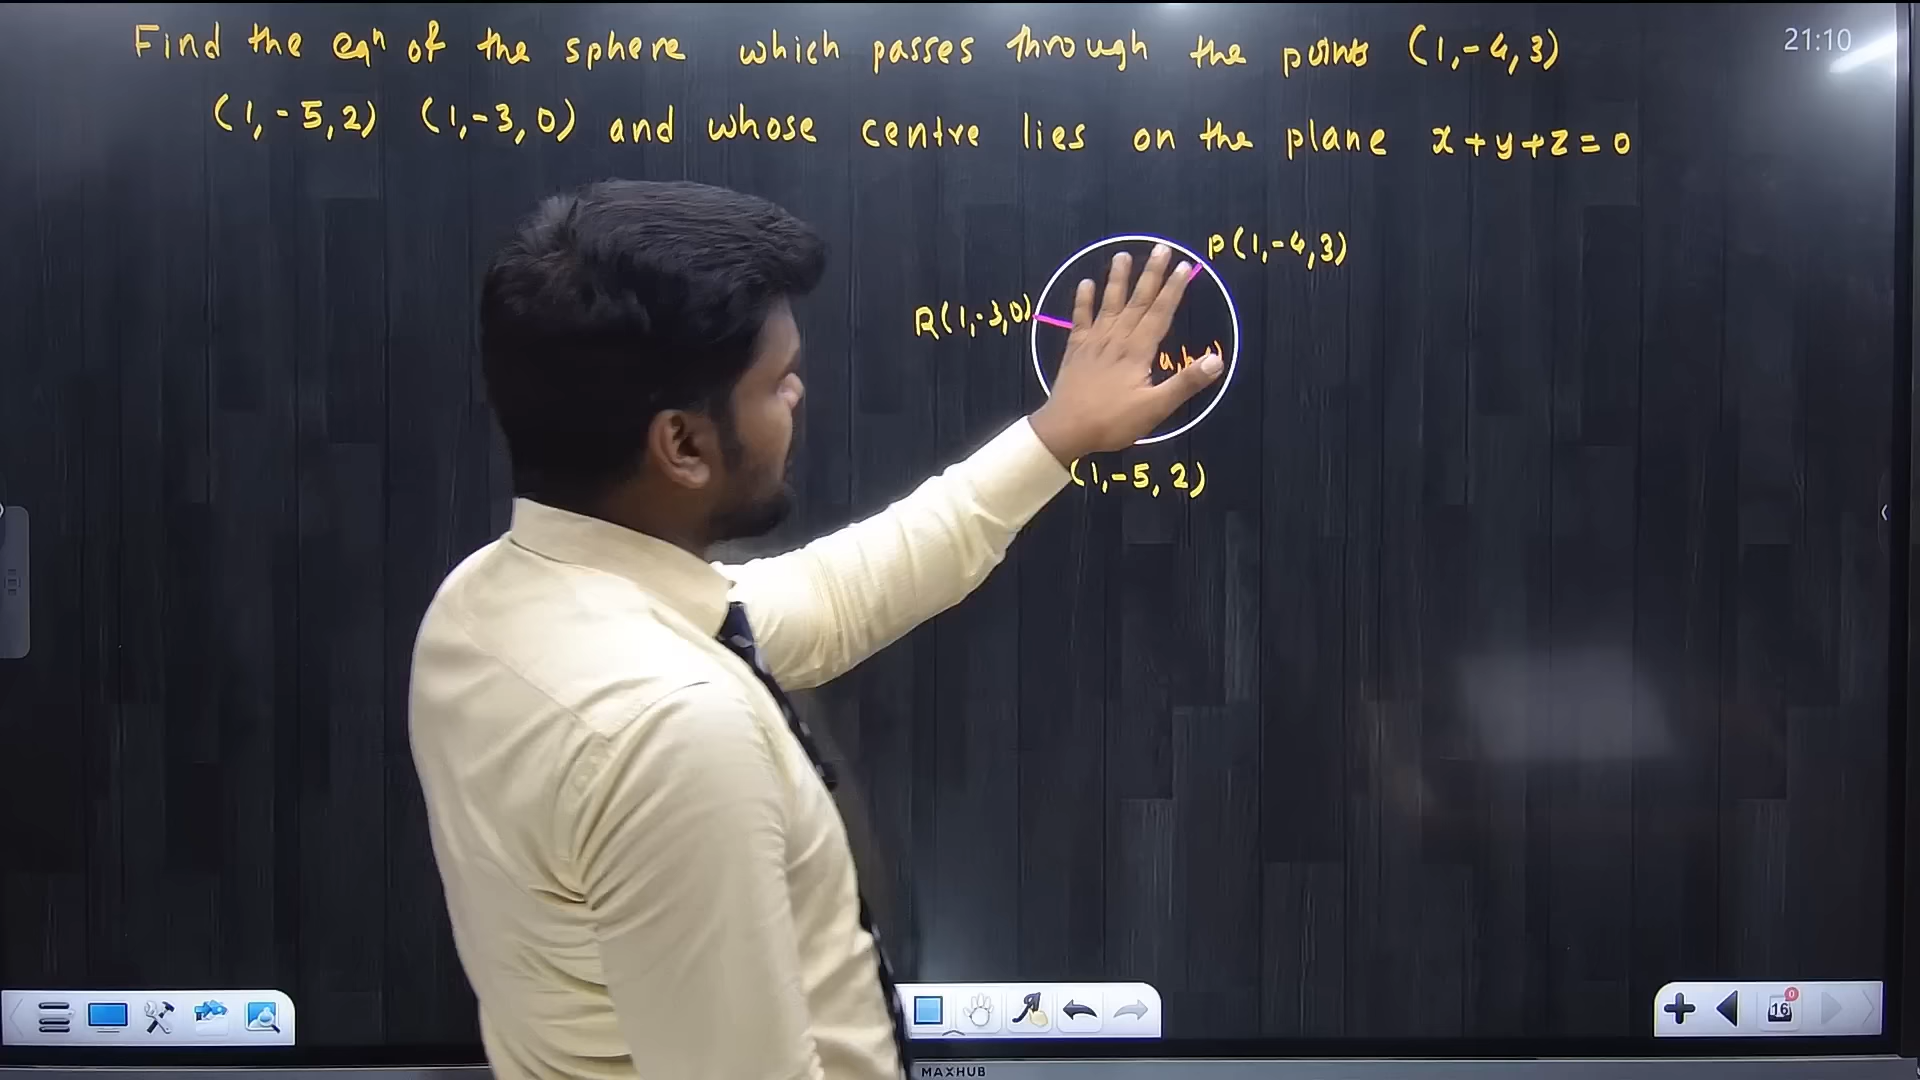 Find the eqⁿ of the sphere which passes through the points (1,-4,3)
(1,-5,2) (1,-3,0) and whose centre lies on the plane x+y+z=0
21:10
P(1,-4,3)
R(1,-3,0)
(1,-5,2)
16
0
MAXHUB